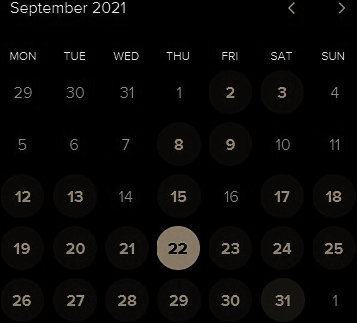 September 2021
MON TUE WED THU FRI SAT SUN
29 30 31 1 2 3 4
5 6 7 8 9 10 11
12 13 14 15 16 17 18
19 20 21 22 23 24 25
26 27 28 29 30 31 1